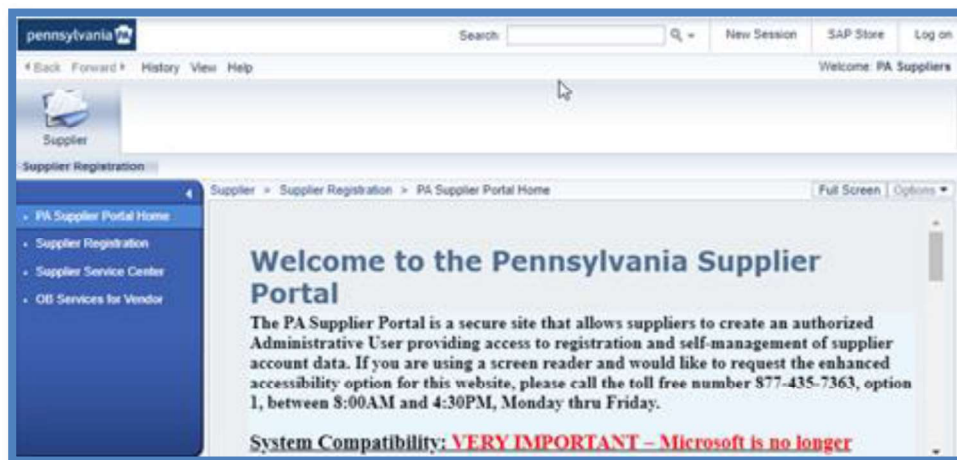 pennsylvania PA
Search: New Session SAP Store Log on
Back Forward History View Help Welcome: PA Suppliers
Supplier
Supplier Registration
Supplier > Supplier Registration > PA Supplier Portal Home Full Screen Options
PA Supplier Portal Home
Supplier Registration
Supplier Service Center
OB Services for Vendor
Welcome to the Pennsylvania Supplier
Portal
The PA Supplier Portal is a secure site that allows suppliers to create an authorized
Administrative User providing access to registration and self-management of supplier
account data. If you are using a screen reader and would like to request the enhanced
accessibility option for this website, please call the toll free number 877-435-7363, option
1, between 8:00AM and 4:30PM, Monday thru Friday.
System Compatibility: VERY IMPORTANT – Microsoft is no longer